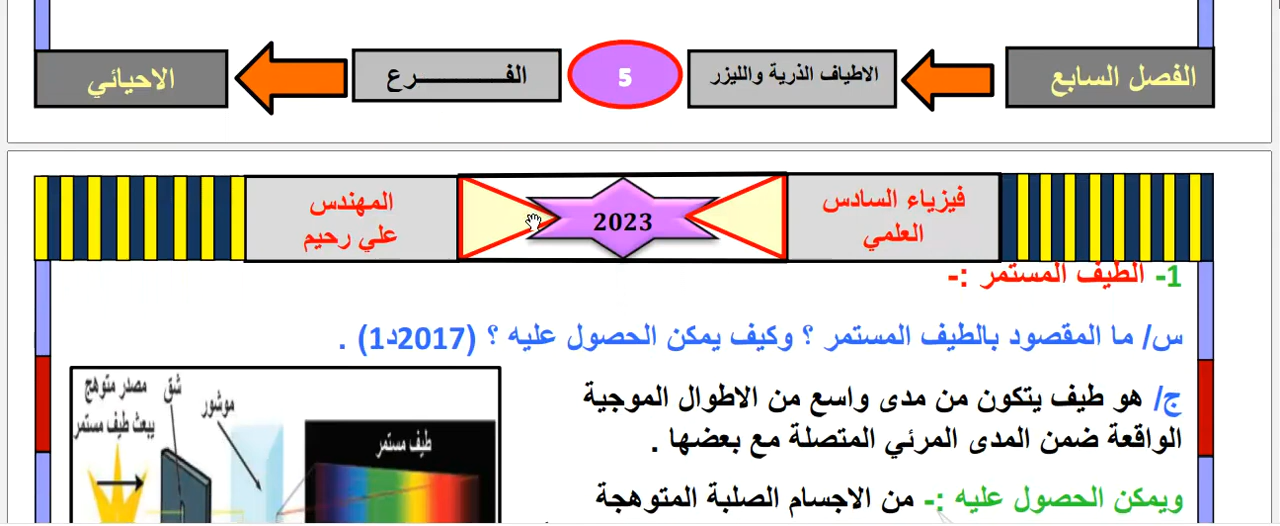 الفصل السابع
الاطياف الذرية والليزر
5
الفــــــــــرع
الاحيائي
فيزياء السادس
العلمي
2023
المهندس
علي رحيم
1- الطيف المستمر :-
س/ ما المقصود بالطيف المستمر ؟ وكيف يمكن الحصول عليه ؟ (2017د1) .
ج/ هو طيف يتكون من مدى واسع من الاطوال الموجية
الواقعة ضمن المدى المرئي المتصلة مع بعضها .
ويمكن الحصول عليه :- من الاجسام الصلبة المتوهجة
مصدر متوهج
يبعث طيف مستمر
شق
موشور
طيف مستمر